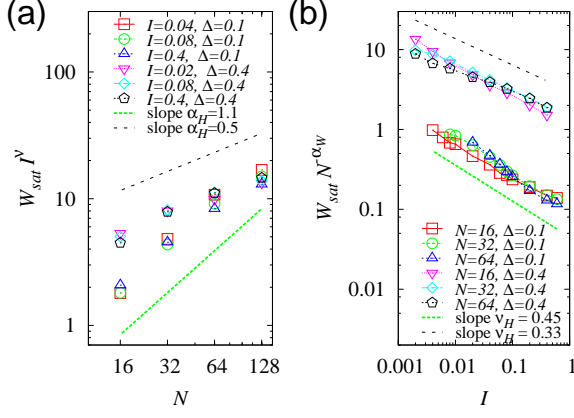 (a)
W_sat I^ν
300
100
10
1
I=0.04, Δ=0.1
I=0.08, Δ=0.1
I=0.4, Δ=0.1
I=0.02, Δ=0.4
I=0.08, Δ=0.4
I=0.4, Δ=0.4
slope α_H=1.1
slope α_H=0.5
16 32 64 128
N
(b)
W_sat N^-α_W
10
1
0.1
0.01
N=16, Δ=0.1
N=32, Δ=0.1
N=64, Δ=0.1
N=16, Δ=0.4
N=32, Δ=0.4
N=64, Δ=0.4
slope ν_H = 0.45
slope ν_H = 0.33
0.001 0.01 0.1 1
I